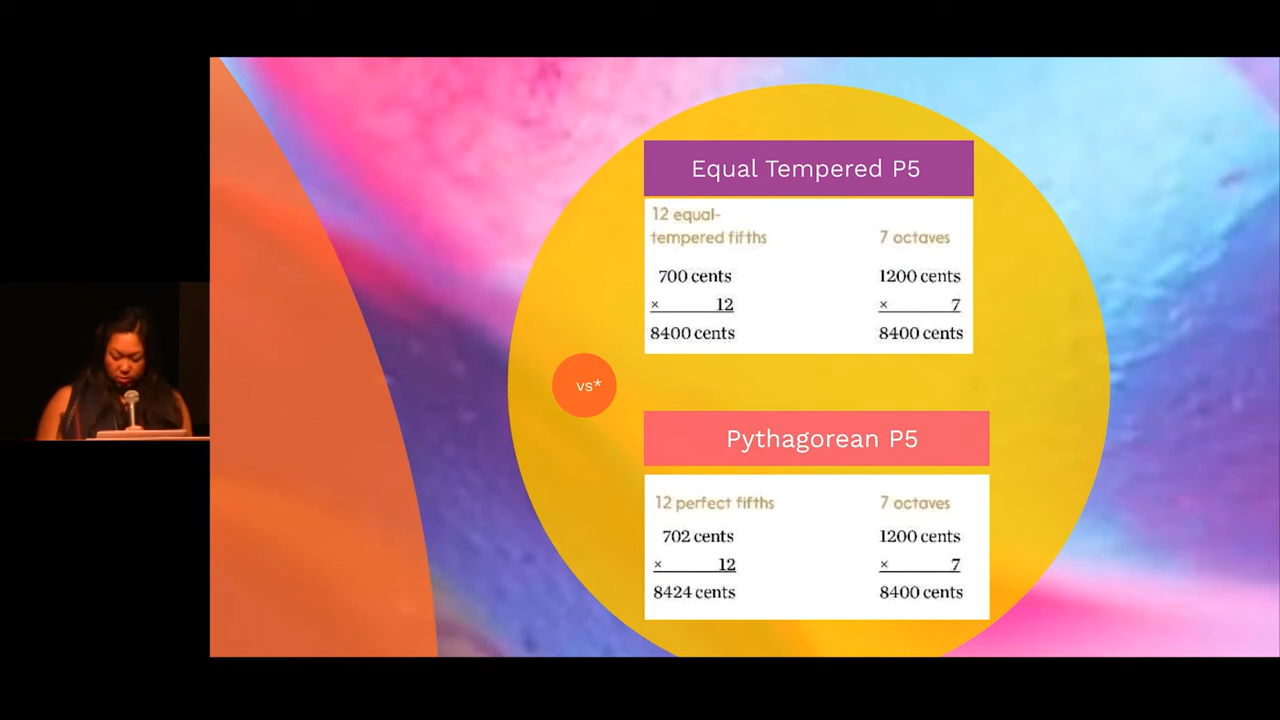 Equal Tempered P5
12 equal-
tempered fifths
7 octaves
700 cents
1200 cents
× 12
× 7
8400 cents
8400 cents
vs*
Pythagorean P5
12 perfect fifths
7 octaves
702 cents
1200 cents
× 12
× 7
8424 cents
8400 cents